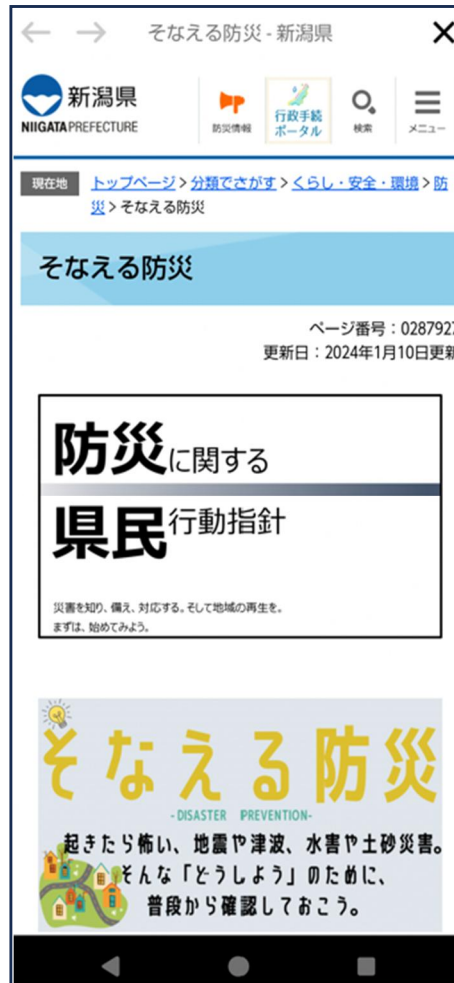 そなえる防災 - 新潟県
新潟県
NIIGATA PREFECTURE
防災情報
行政手続
ポータル
検索
メニュー
現在地 トップページ > 分類でさがす > くらし・安全・環境 > 防
災 > そなえる防災
そなえる防災
ページ番号：0287927
更新日：2024年1月10日更新
防災に関する
県民行動指針
災害を知り、備え、対応する。そして地域の再生を。
まずは、始めてみよう。
そなえる防災
-DISASTER PREVENTION-
起きたら怖い、地震や津波、水害や土砂災害。
そんな「どうしよう」のために、
普段から確認しておこう。